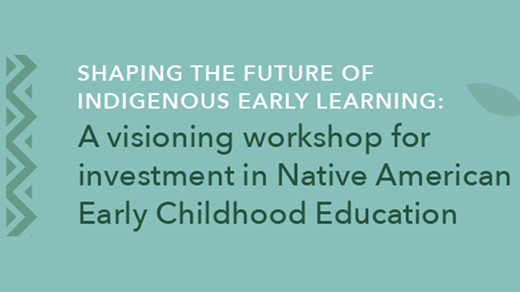 SHAPING THE FUTURE OF
INDIGENOUS EARLY LEARNING:
A visioning workshop for
investment in Native American
Early Childhood Education